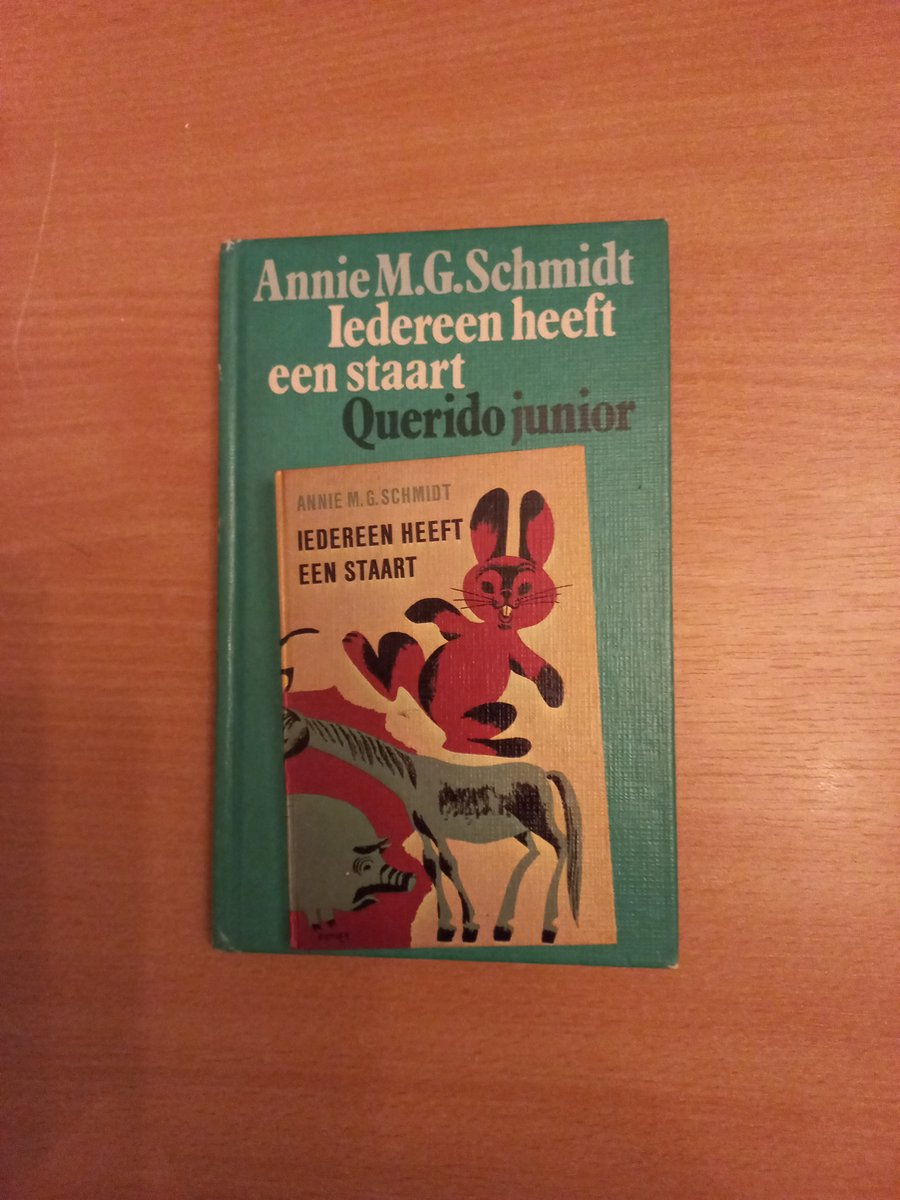 Annie M.G. Schmidt
Iedereen heeft
een staart
Querido junior
ANNIE M. G. SCHMIDT
IEDEREEN HEEFT
EEN STAART